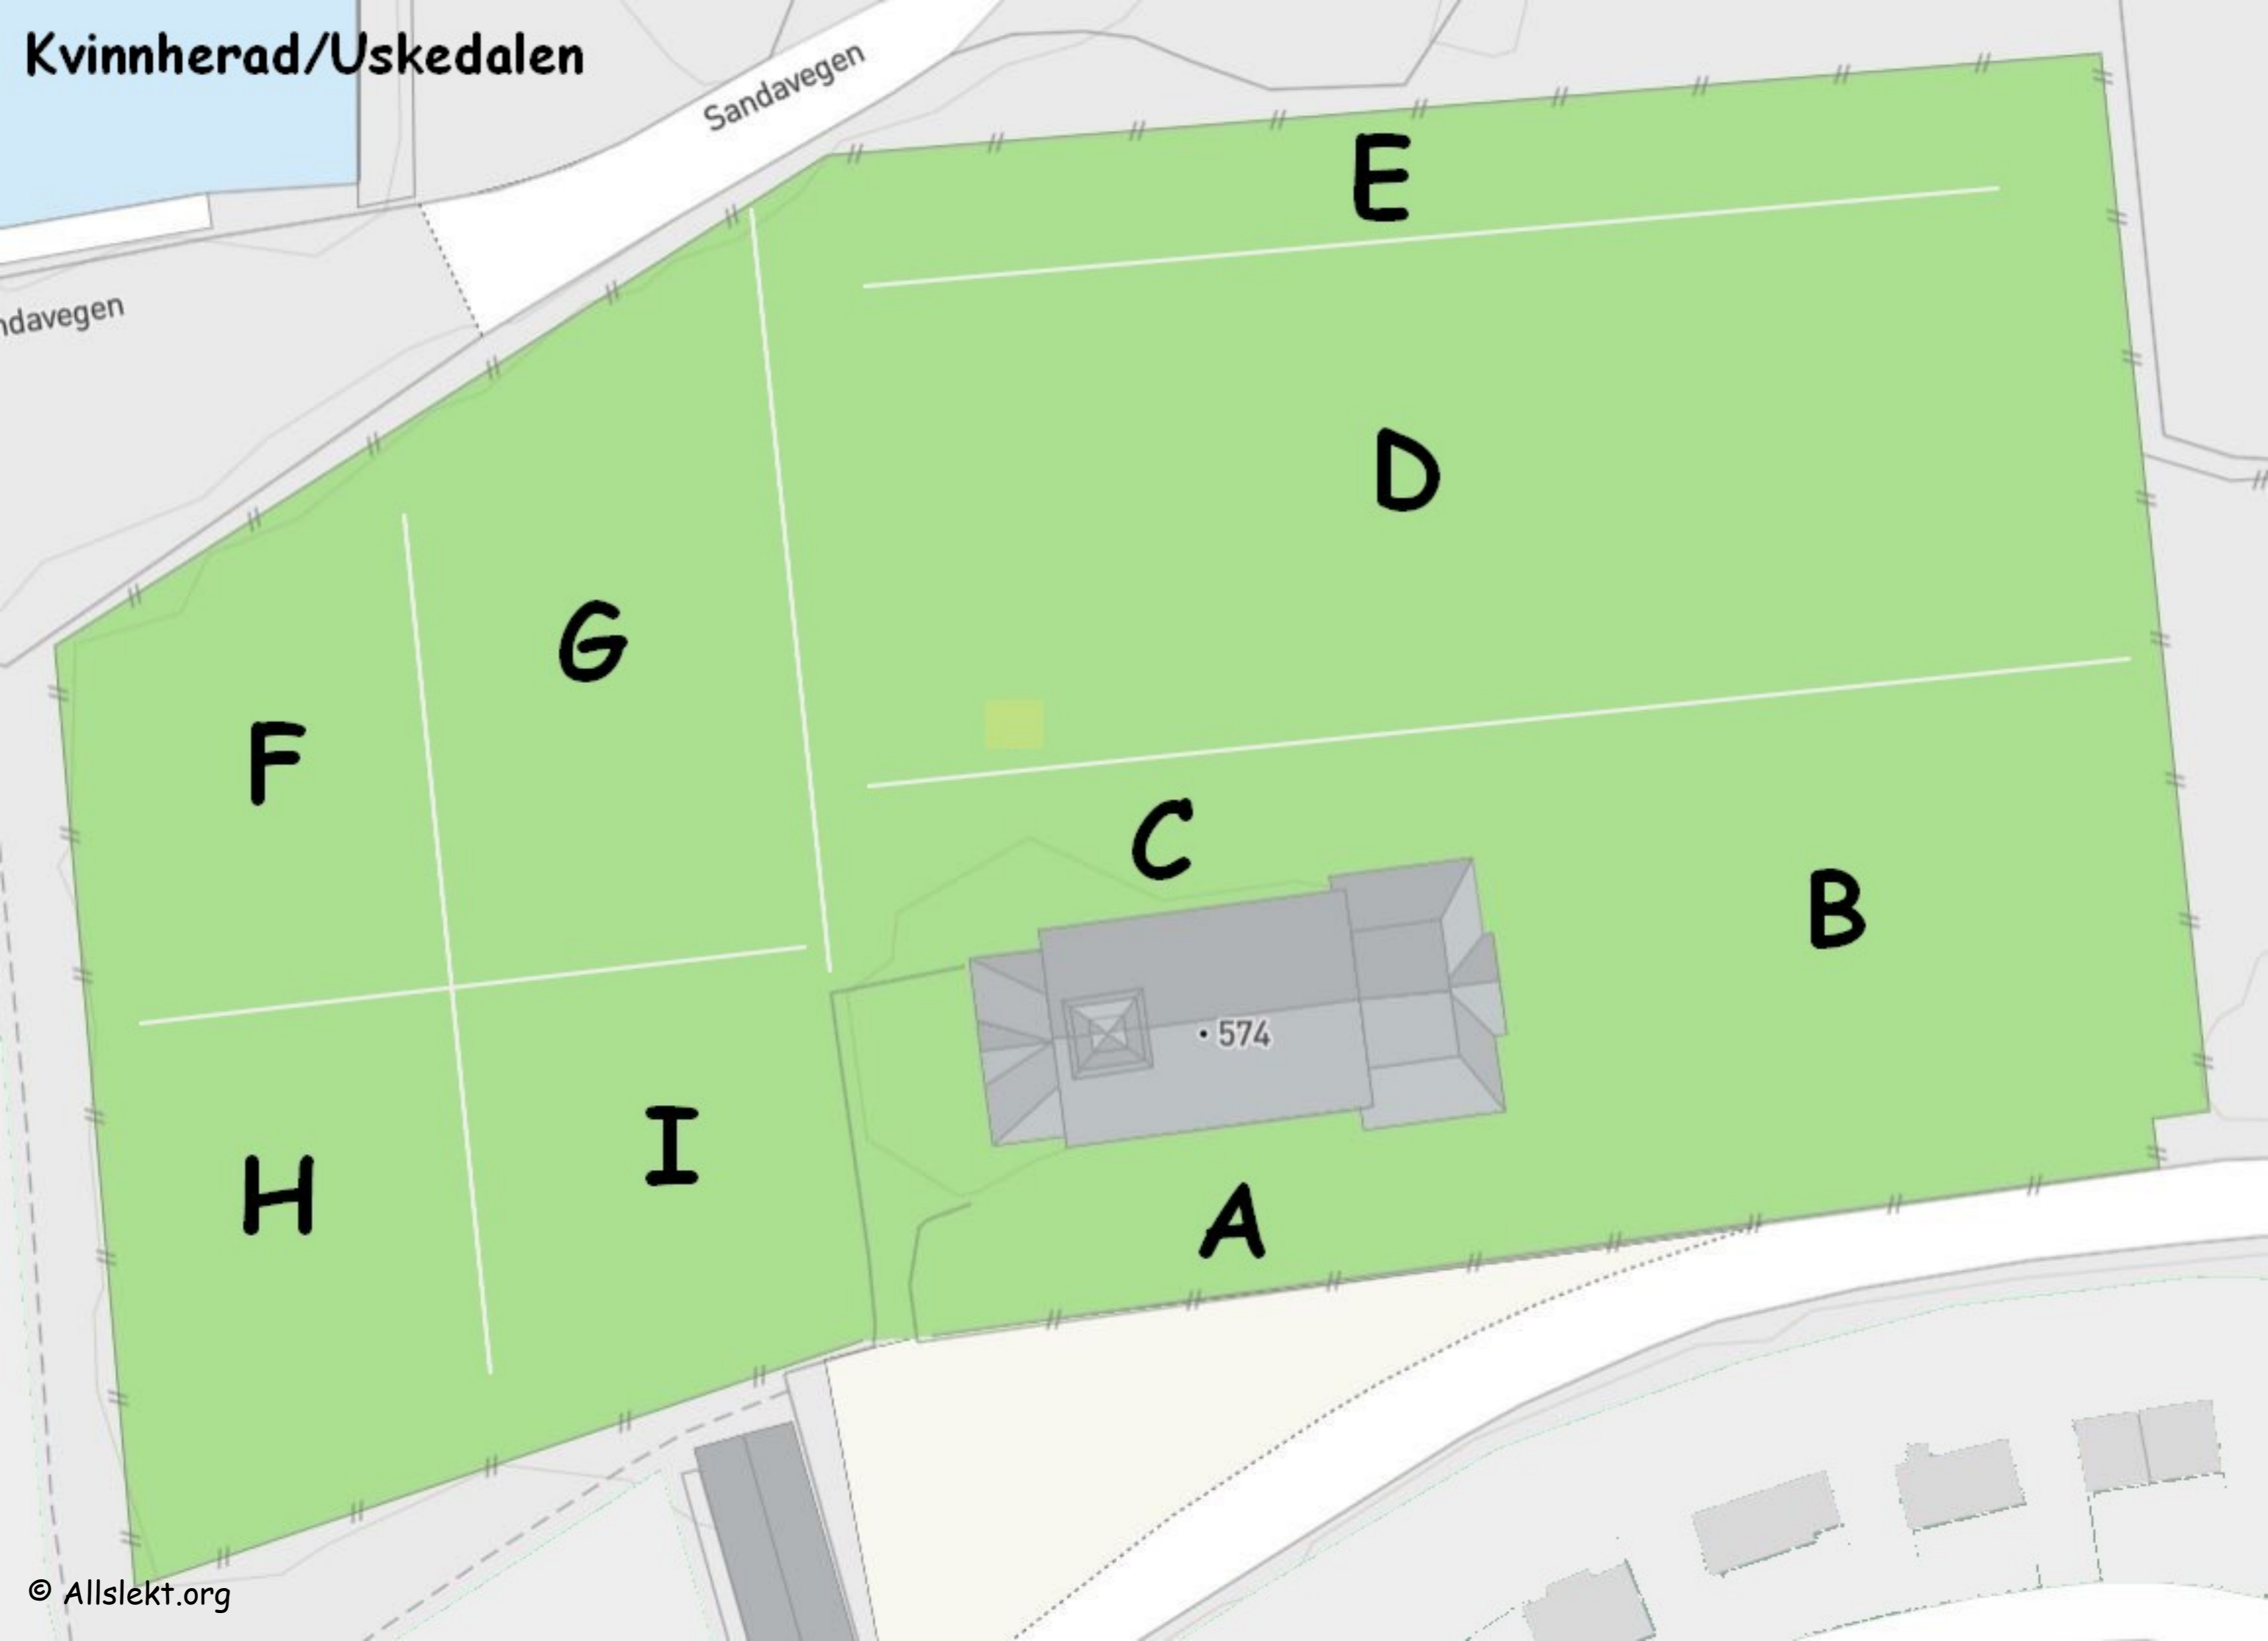 Kvinnherad/Uskedalen
Sandavegen
E
ndavegen
D
G
F
C
B
• 574
I
H
A
© Allslekt.org